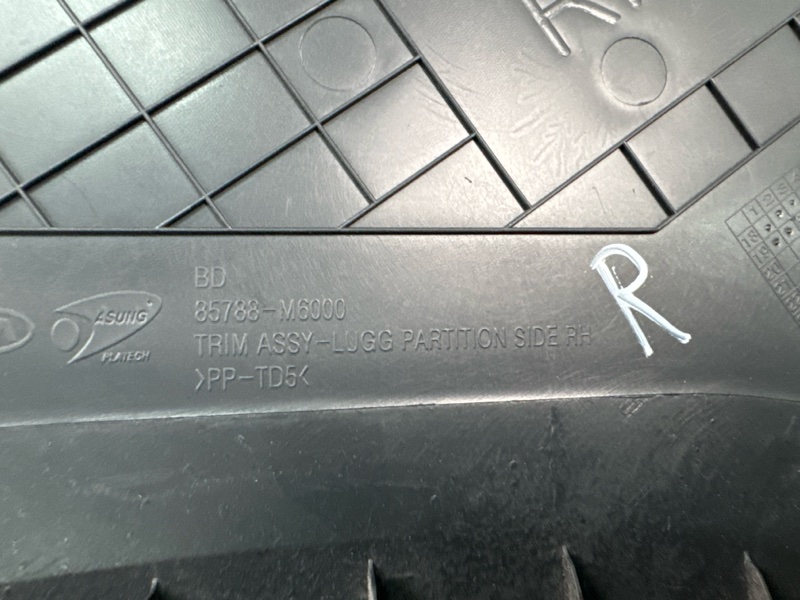 BD
85788-M6000
TRIM ASSY-LUGG PARTITION SIDE RH
>PP-TD5<
ASUNG
PLATECH
R